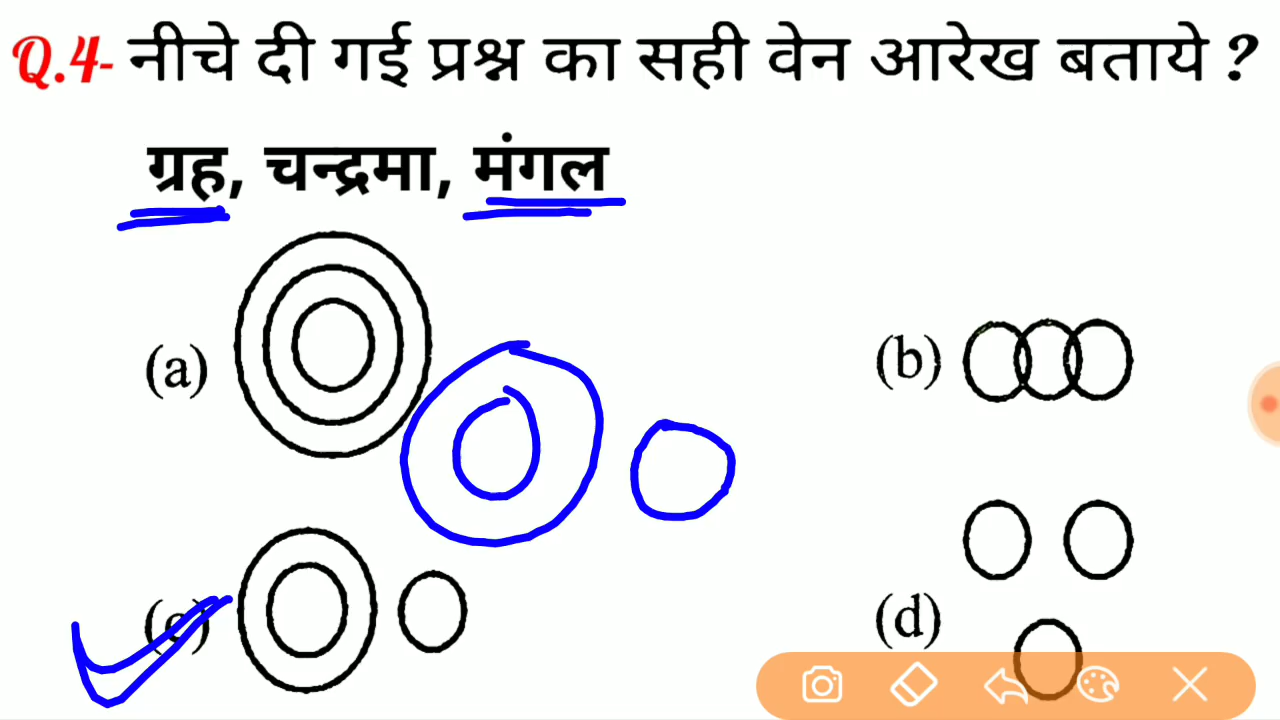 Q.4- नीचे दी गई प्रश्न का सही वेन आरेख बताये ?
ग्रह, चन्द्रमा, मंगल
(a)
(b)
(c)
(d)